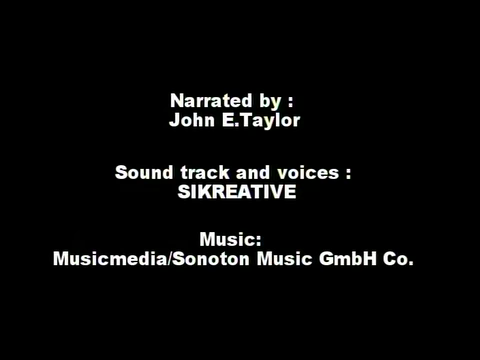 Narrated by :
John E.Taylor
Sound track and voices :
SIKREATIVE
Music:
Musicmedia/Sonoton Music GmbH Co.